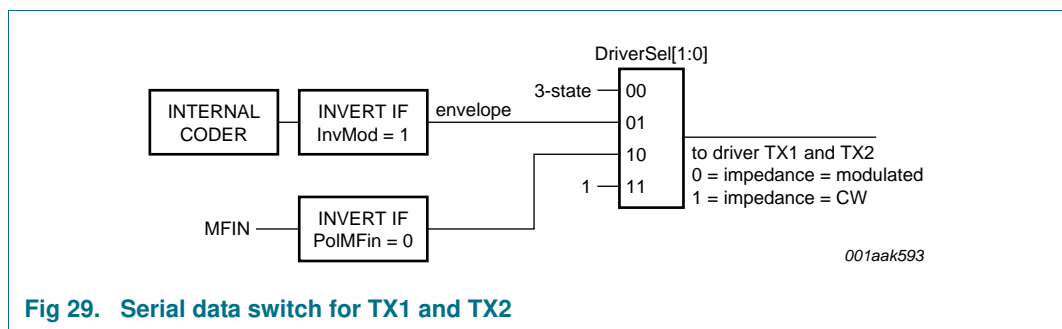 DriverSel[1:0]
3-state
00
INTERNAL
CODER
INVERT IF
InvMod = 1
envelope
01
10
1
11
MFIN
INVERT IF
PolMFin = 0
to driver TX1 and TX2
0 = impedance = modulated
1 = impedance = CW
001aak593
Fig 29. Serial data switch for TX1 and TX2